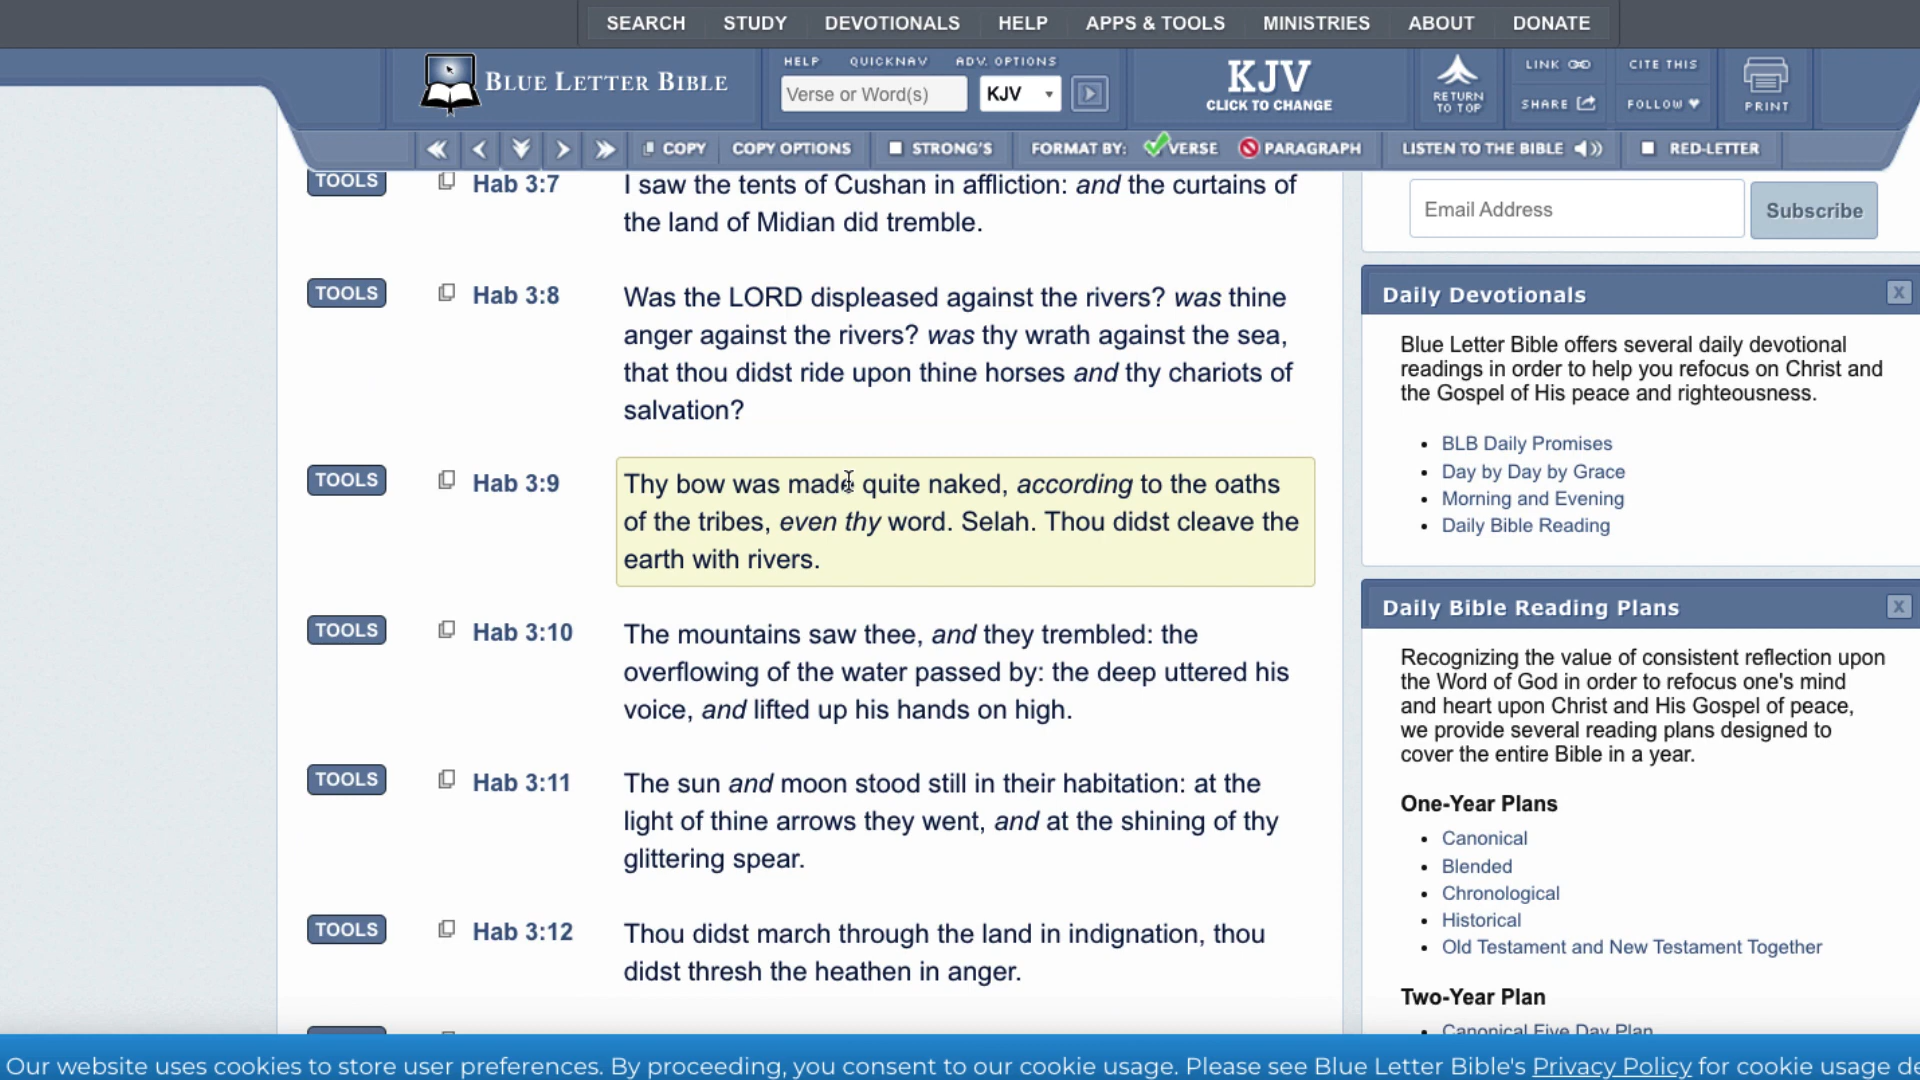 SEARCH STUDY DEVOTIONALS HELP APPS & TOOLS MINISTRIES ABOUT DONATE
BLUE LETTER BIBLE
HELP QUICKNAV ADV. OPTIONS
Verse or Word(s) KJV
KJV
CLICK TO CHANGE
RETURN
TO TOP
LINK
SHARE
CITE THIS
FOLLOW
PRINT
COPY COPY OPTIONS STRONG'S FORMAT BY: VERSE PARAGRAPH LISTEN TO THE BIBLE RED-LETTER
TOOLS Hab 3:7 I saw the tents of Cushan in affliction: and the curtains of
the land of Midian did tremble.
TOOLS Hab 3:8 Was the LORD displeased against the rivers? was thine
anger against the rivers? was thy wrath against the sea,
that thou didst ride upon thine horses and thy chariots of
salvation?
TOOLS Hab 3:9 Thy bow was made quite naked, according to the oaths
of the tribes, even thy word. Selah. Thou didst cleave the
earth with rivers.
TOOLS Hab 3:10 The mountains saw thee, and they trembled: the
overflowing of the water passed by: the deep uttered his
voice, and lifted up his hands on high.
TOOLS Hab 3:11 The sun and moon stood still in their habitation: at the
light of thine arrows they went, and at the shining of thy
glittering spear.
TOOLS Hab 3:12 Thou didst march through the land in indignation, thou
didst thresh the heathen in anger.
Email Address Subscribe
Daily Devotionals X
Blue Letter Bible offers several daily devotional
readings in order to help you refocus on Christ and
the Gospel of His peace and righteousness.
BLB Daily Promises
Day by Day by Grace
Morning and Evening
Daily Bible Reading
Daily Bible Reading Plans X
Recognizing the value of consistent reflection upon
the Word of God in order to refocus one's mind
and heart upon Christ and His Gospel of peace,
we provide several reading plans designed to
cover the entire Bible in a year.
One-Year Plans
Canonical
Blended
Chronological
Historical
Old Testament and New Testament Together
Two-Year Plan
Canonical Five Day Plan
Our website uses cookies to store user preferences. By proceeding, you consent to our cookie usage. Please see Blue Letter Bible's Privacy Policy for cookie usage